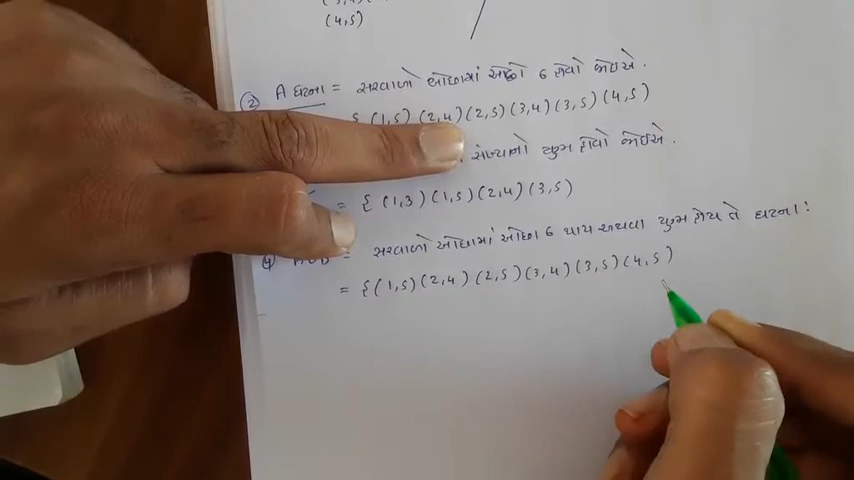 (4,5)
② A ઘટના = સરવાળો ઓછામાં ઓછો 6 હોવો જોઈએ.
{ (1,5) (2,4) (2,5) (3,4) (3,5) (4,5)
સંખ્યાનો યુગ્મ હોવો જોઈએ.
= { (1,3) (1,5) (2,4) (3,5)
④ = સરવાળો ઓછામાં ઓછો 6 થાય અથવા યુગ્મ હોય તે ઘટના:
= { (1,5) (2,4) (2,5) (3,4) (3,5) (4,5)